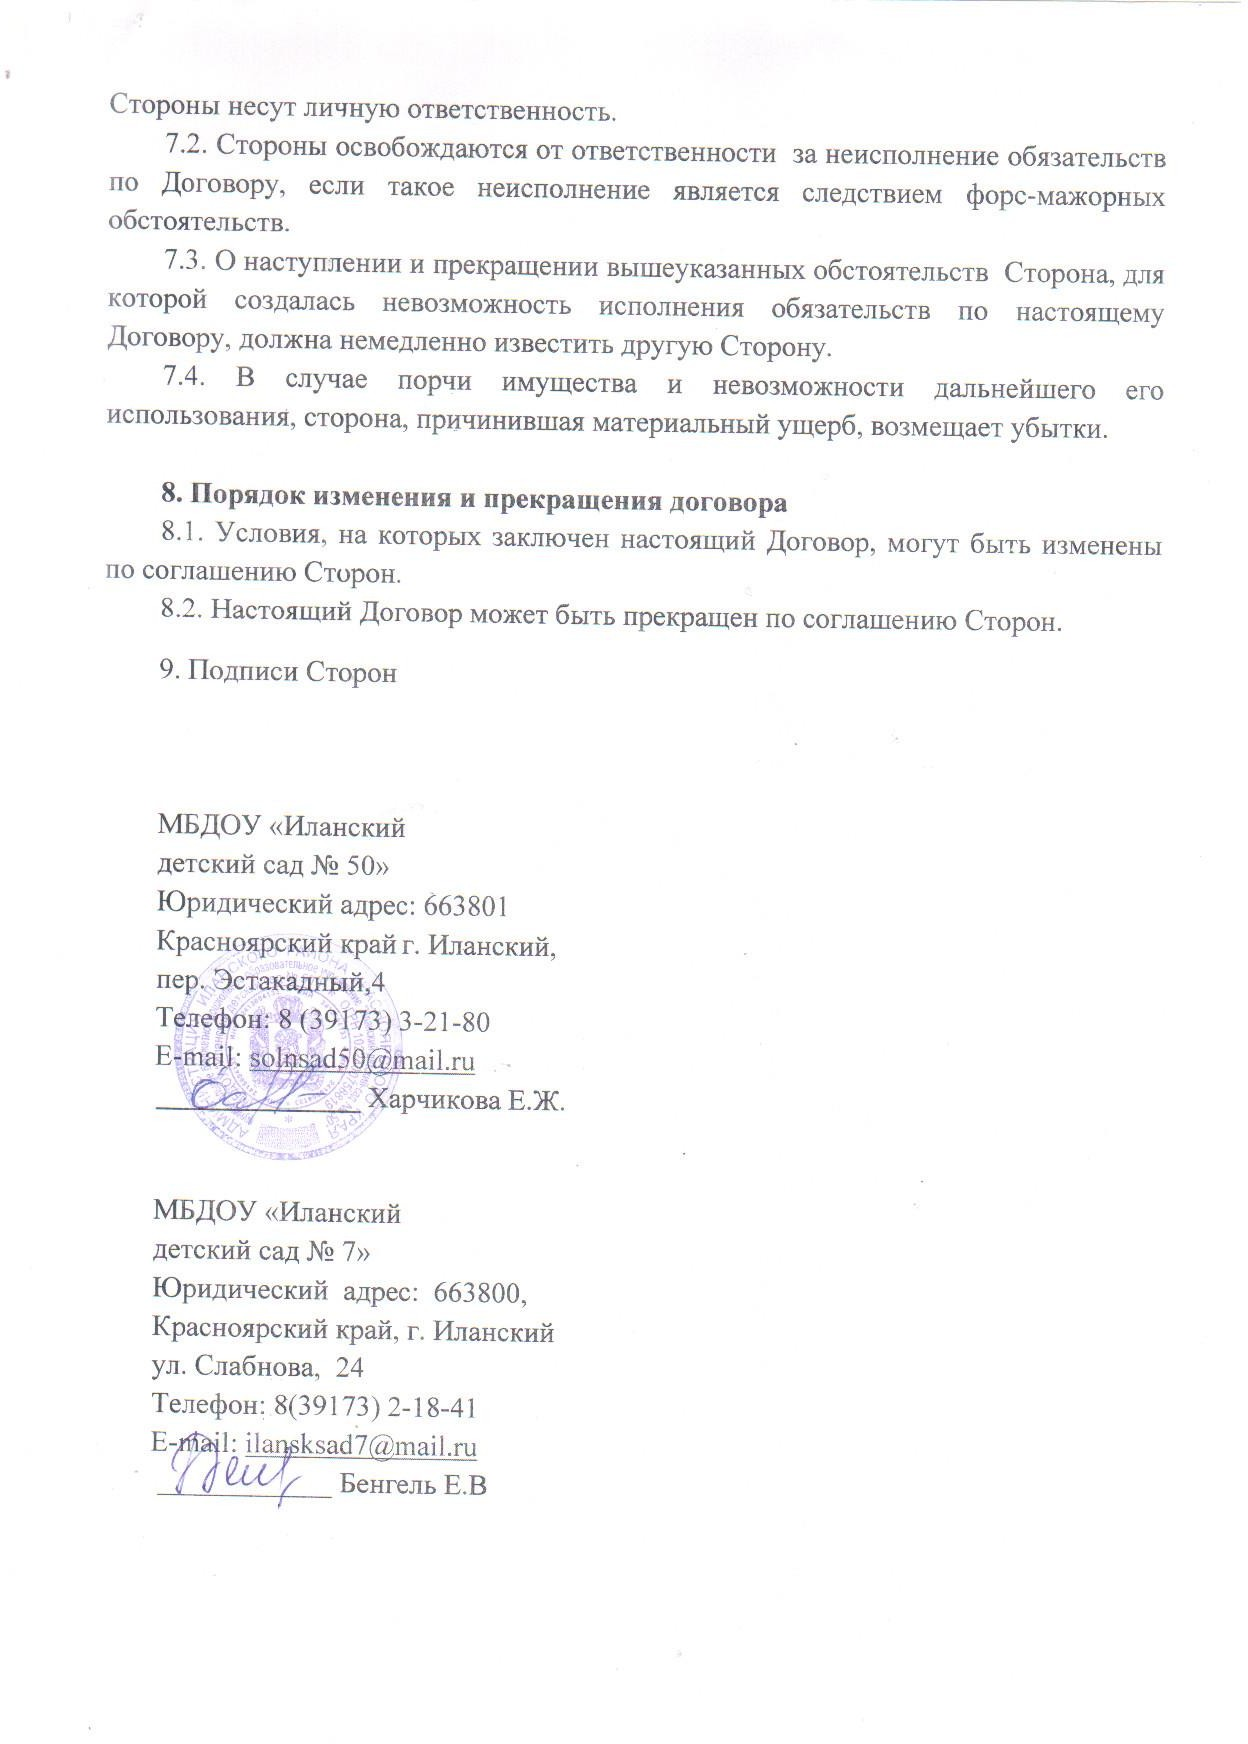 Стороны несут личную ответственность.
7.2. Стороны освобождаются от ответственности за неисполнение обязательств
по Договору, если такое неисполнение является следствием форс-мажорных
обстоятельств.
7.3. О наступлении и прекращении вышеуказанных обстоятельств Сторона, для
которой создалась невозможность исполнения обязательств по настоящему
Договору, должна немедленно известить другую Сторону.
7.4. В случае порчи имущества и невозможности дальнейшего его
использования, сторона, причинившая материальный ущерб, возмещает убытки.
8. Порядок изменения и прекращения договора
8.1. Условия, на которых заключен настоящий Договор, могут быть изменены
по соглашению Сторон.
8.2. Настоящий Договор может быть прекращен по соглашению Сторон.
9. Подписи Сторон
МБДОУ «Иланский
детский сад № 50»
Юридический адрес: 663801
Красноярский край г. Иланский,
пер. Эстакадный,4
Телефон: 8 (39173) 3-21-80
E-mail: solnsad50@mail.ru
Харчикова Е.Ж.
МБДОУ «Иланский
детский сад № 7»
Юридический адрес: 663800,
Красноярский край, г. Иланский
ул. Слабнова, 24
Телефон: 8(39173) 2-18-41
E-mail: ilansksad7@mail.ru
Бенгель Е.В